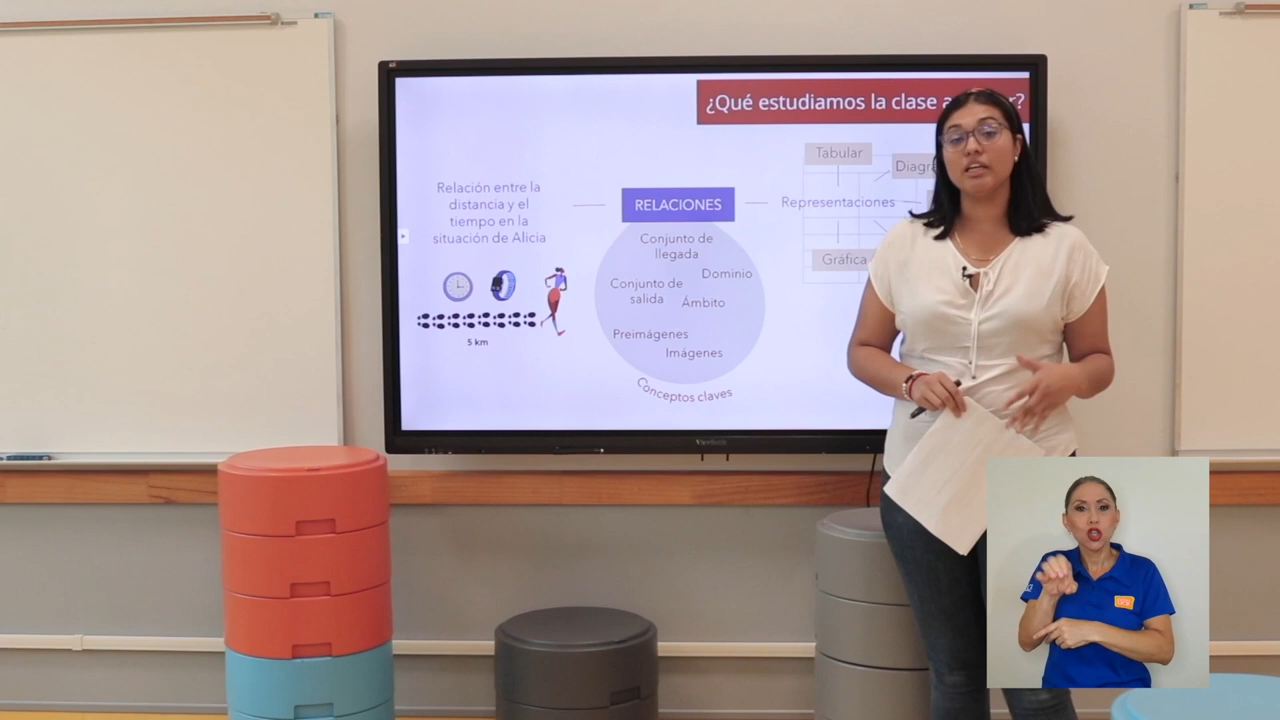 ¿Qué estudiamos la clase
Relación entre la
distancia y el
tiempo en la
situación de Alicia
5 km
RELACIONES
Conjunto de
llegada
Dominio
Conjunto de
salida
Ámbito
Preimágenes
Imágenes
Conceptos claves
Tabular
Representaciones
Gráfica
ViewSonic